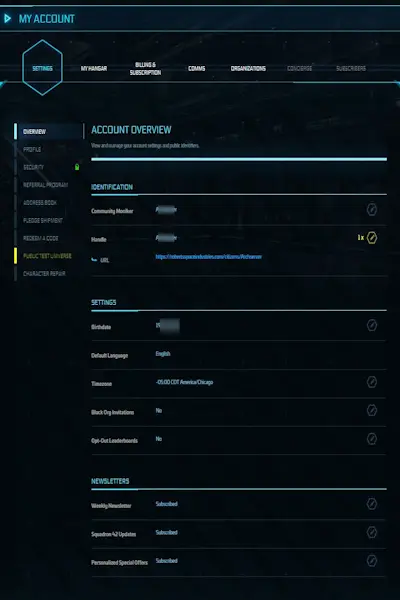 MY ACCOUNT
SETTINGS
MY HANGAR
BILLING &
SUBSCRIPTION
COMMS
ORGANIZATIONS
CONCIERGE
SUBSCRIBERS
OVERVIEW
PROFILE
SECURITY
REFERRAL PROGRAM
ADDRESS BOOK
PLEDGE SHIPMENT
REDEEM A CODE
PUBLIC TEST UNIVERSE
CHARACTER REPAIR
ACCOUNT OVERVIEW
View and manage your account settings and public identifiers.
IDENTIFICATION
Community Moniker
Handle
1 x
URL
SETTINGS
Birthdate
Default Language English
Timezone -05:00 CDT America/Chicago
Block Org Invitations No
Opt-Out Leaderboards No
NEWSLETTERS
Weekly Newsletter Subscribed
Squadron 42 Updates Subscribed
Personalized Special Offers Subscribed